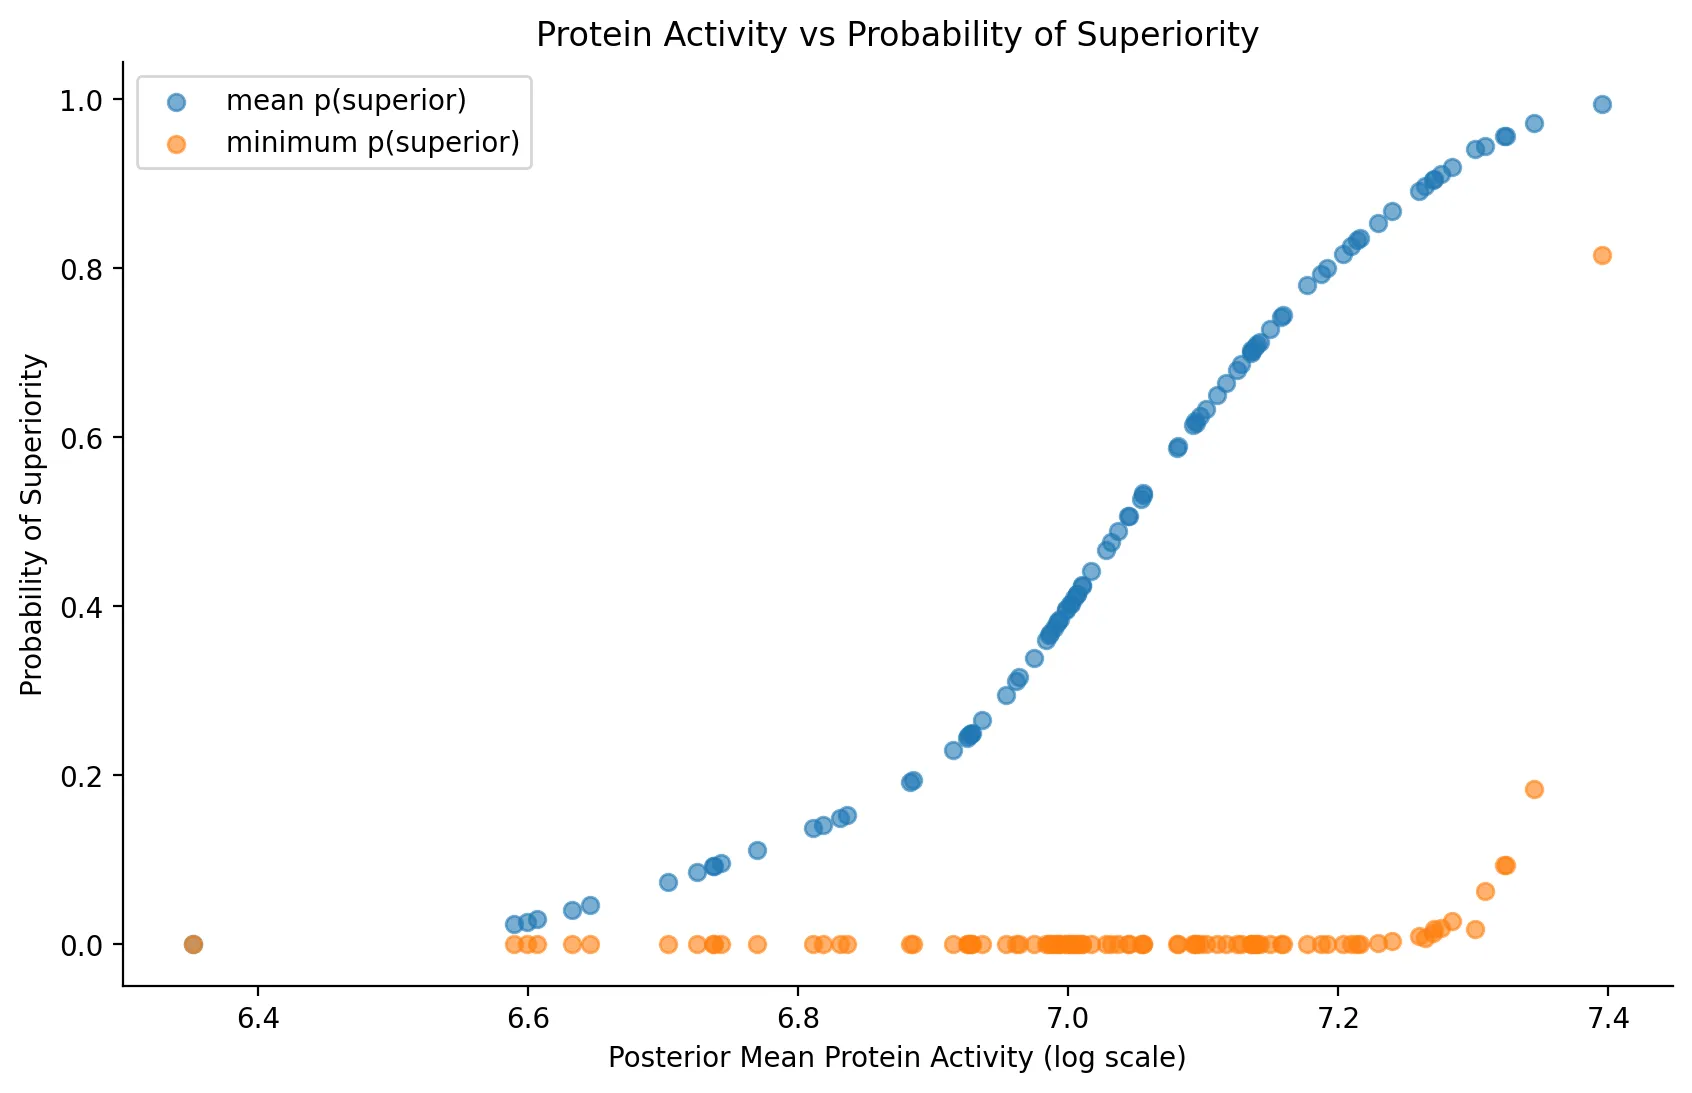 Protein Activity vs Probability of Superiority
mean p(superior)
minimum p(superior)
Probability of Superiority
1.0
0.8
0.6
0.4
0.2
0.0
6.4 6.6 6.8 7.0 7.2 7.4
Posterior Mean Protein Activity (log scale)